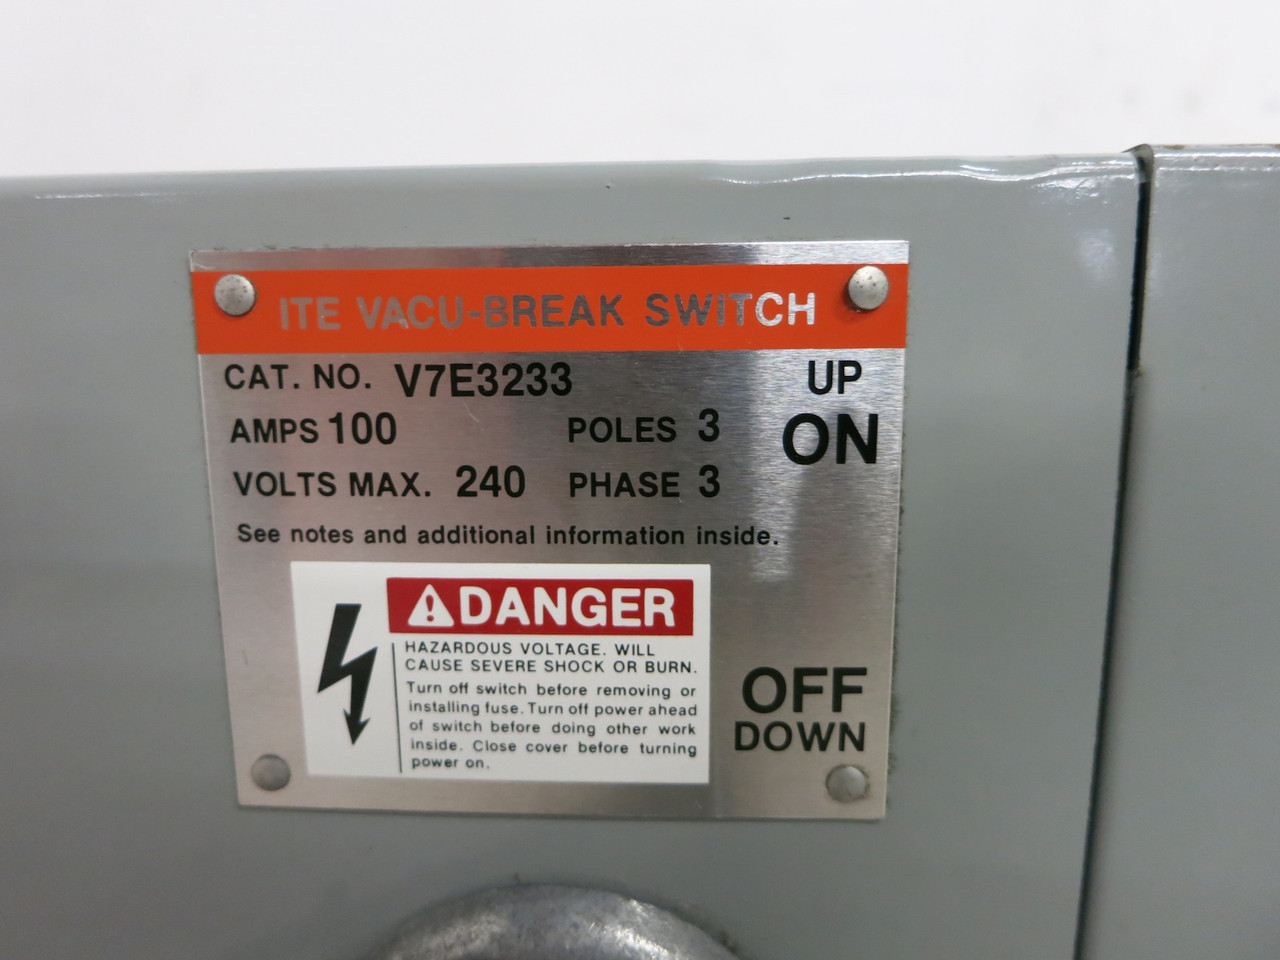 ITE VACU-BREAK SWITCH
CAT. NO. V7E3233 UP
AMPS 100 POLES 3 ON
VOLTS MAX. 240 PHASE 3
See notes and additional information inside.
DANGER
HAZARDOUS VOLTAGE. WILL
CAUSE SEVERE SHOCK OR BURN.
Turn off switch before removing or
installing fuse. Turn off power ahead
of switch before doing other work
inside. Close cover before turning
power on.
OFF
DOWN